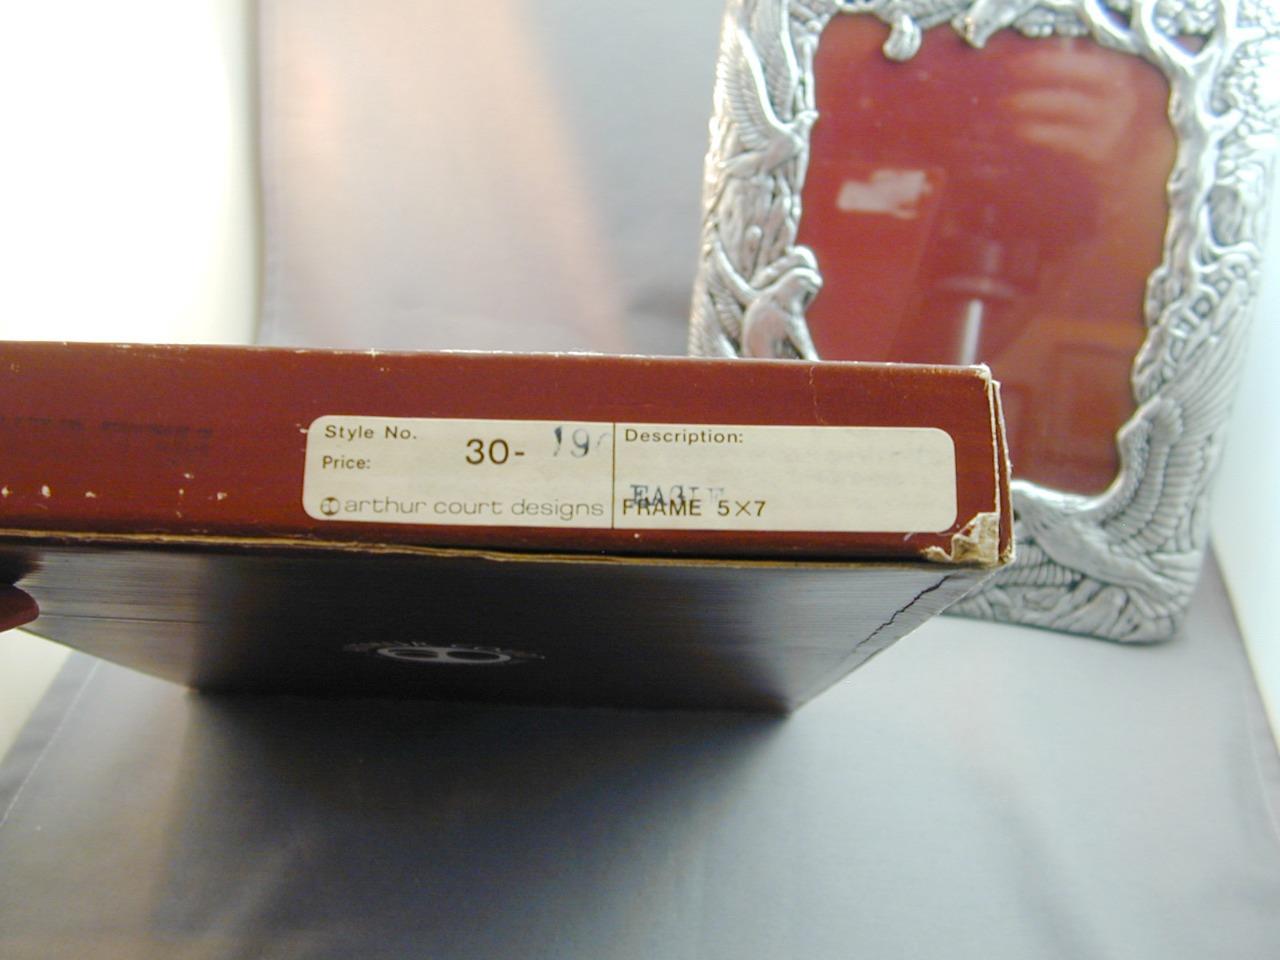 Style No. 30- 19
Price:
arthur court designs
Description:
EAGLE
FRAME 5X7